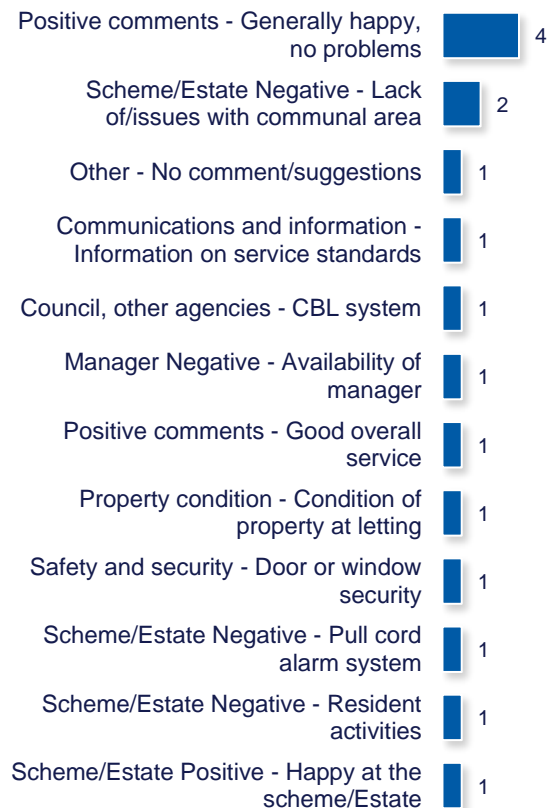 Positive comments - Generally happy,
no problems
4
Scheme/Estate Negative - Lack
of/issues with communal area
2
Other - No comment/suggestions
1
Communications and information -
Information on service standards
1
Council, other agencies - CBL system
1
Manager Negative - Availability of
manager
1
Positive comments - Good overall
service
1
Property condition - Condition of
property at letting
1
Safety and security - Door or window
security
1
Scheme/Estate Negative - Pull cord
alarm system
1
Scheme/Estate Negative - Resident
activities
1
Scheme/Estate Positive - Happy at the
scheme/Estate
1